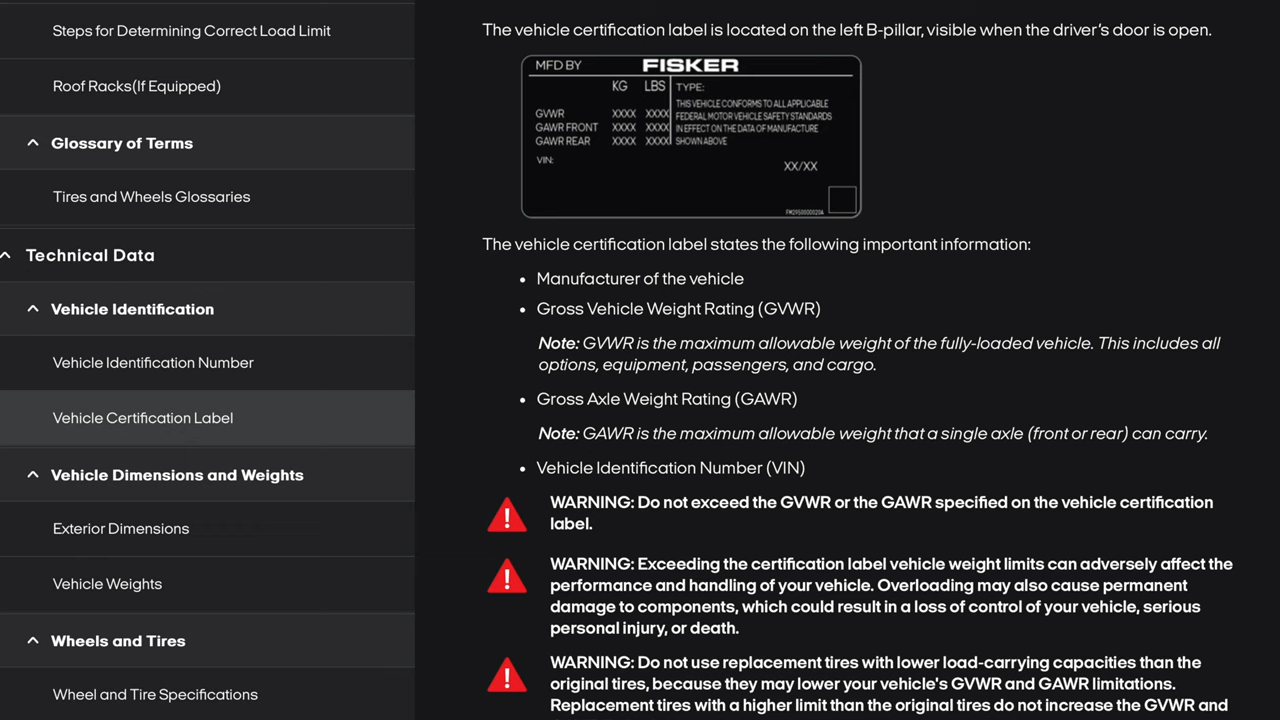 Steps for Determining Correct Load Limit
Roof Racks(If Equipped)
Glossary of Terms
Tires and Wheels Glossaries
Technical Data
Vehicle Identification
Vehicle Identification Number
Vehicle Certification Label
Vehicle Dimensions and Weights
Exterior Dimensions
Vehicle Weights
Wheels and Tires
Wheel and Tire Specifications
The vehicle certification label is located on the left B-pillar, visible when the driver's door is open.
MFD BY FISKER
KG LBS
GVWR XXXX XXXX
GAWR FRONT XXXX XXXX
GAWR REAR XXXX XXXX
VIN:
TYPE:
THIS VEHICLE CONFORMS TO ALL APPLICABLE
FEDERAL MOTOR VEHICLE SAFETY STANDARDS
IN EFFECT ON THE DATA OF MANUFACTURE
SHOWN ABOVE
XX/XX
The vehicle certification label states the following important information:
• Manufacturer of the vehicle
• Gross Vehicle Weight Rating (GVWR)
Note: GVWR is the maximum allowable weight of the fully-loaded vehicle. This includes all
options, equipment, passengers, and cargo.
• Gross Axle Weight Rating (GAWR)
Note: GAWR is the maximum allowable weight that a single axle (front or rear) can carry.
• Vehicle Identification Number (VIN)
WARNING: Do not exceed the GVWR or the GAWR specified on the vehicle certification
label.
WARNING: Exceeding the certification label vehicle weight limits can adversely affect the
performance and handling of your vehicle. Overloading may also cause permanent
damage to components, which could result in a loss of control of your vehicle, serious
personal injury, or death.
WARNING: Do not use replacement tires with lower load-carrying capacities than the
original tires, because they may lower your vehicle's GVWR and GAWR limitations.
Replacement tires with a higher limit than the original tires do not increase the GVWR and